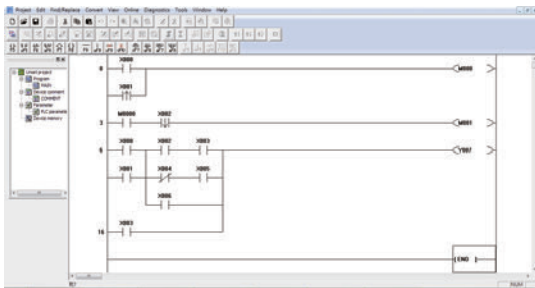 Project Edit Find/Replace Convert View Online Diagnostics Tools Window Help
Unset project
Program
MAIN
Device comment
COMMENT
Parameter
PLC parameter
Device memory
X000
0
M000
X001
M0000 X002
3
M001
X000 X002 X003
6
Y007
X001 X004 X005
X006
X003
16
END
NUM